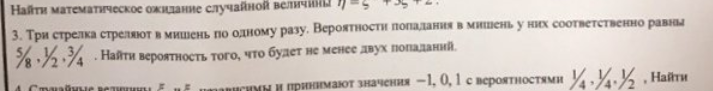 Найти математическое ожидание случайной величины η = ξ + 3ξ + 2.
3. Три стрелка стреляют в мишень по одному разу. Вероятности попадания в мишень у них соответственно равны
5/8 , 1/2 , 3/4 . Найти вероятность того, что будет не менее двух попаданий.
4. Случайные величины ξ и принимают значения −1, 0, 1 с вероятностями 1/4 , 1/4 , 1/2 . Найти